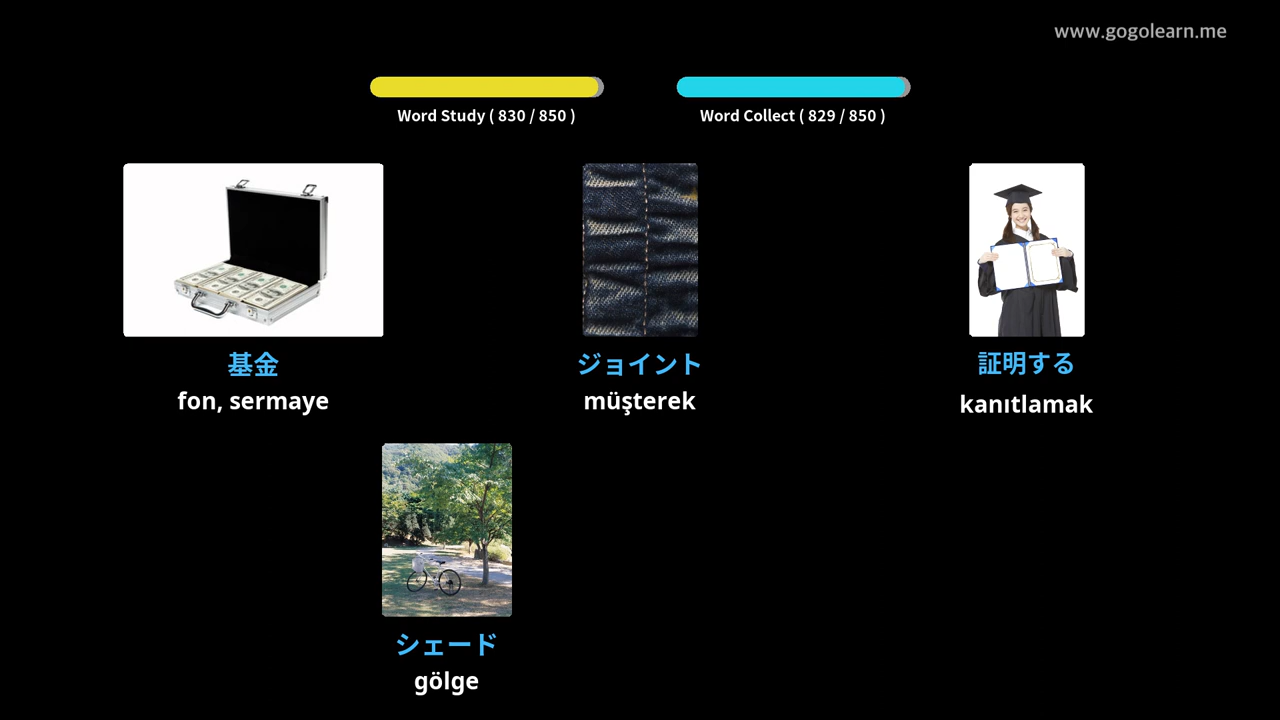 www.gogolearn.me
Word Study ( 830 / 850 )
Word Collect ( 829 / 850 )
基金
fon, sermaye
ジョイント
müşterek
証明する
kanıtlamak
シェード
gölge